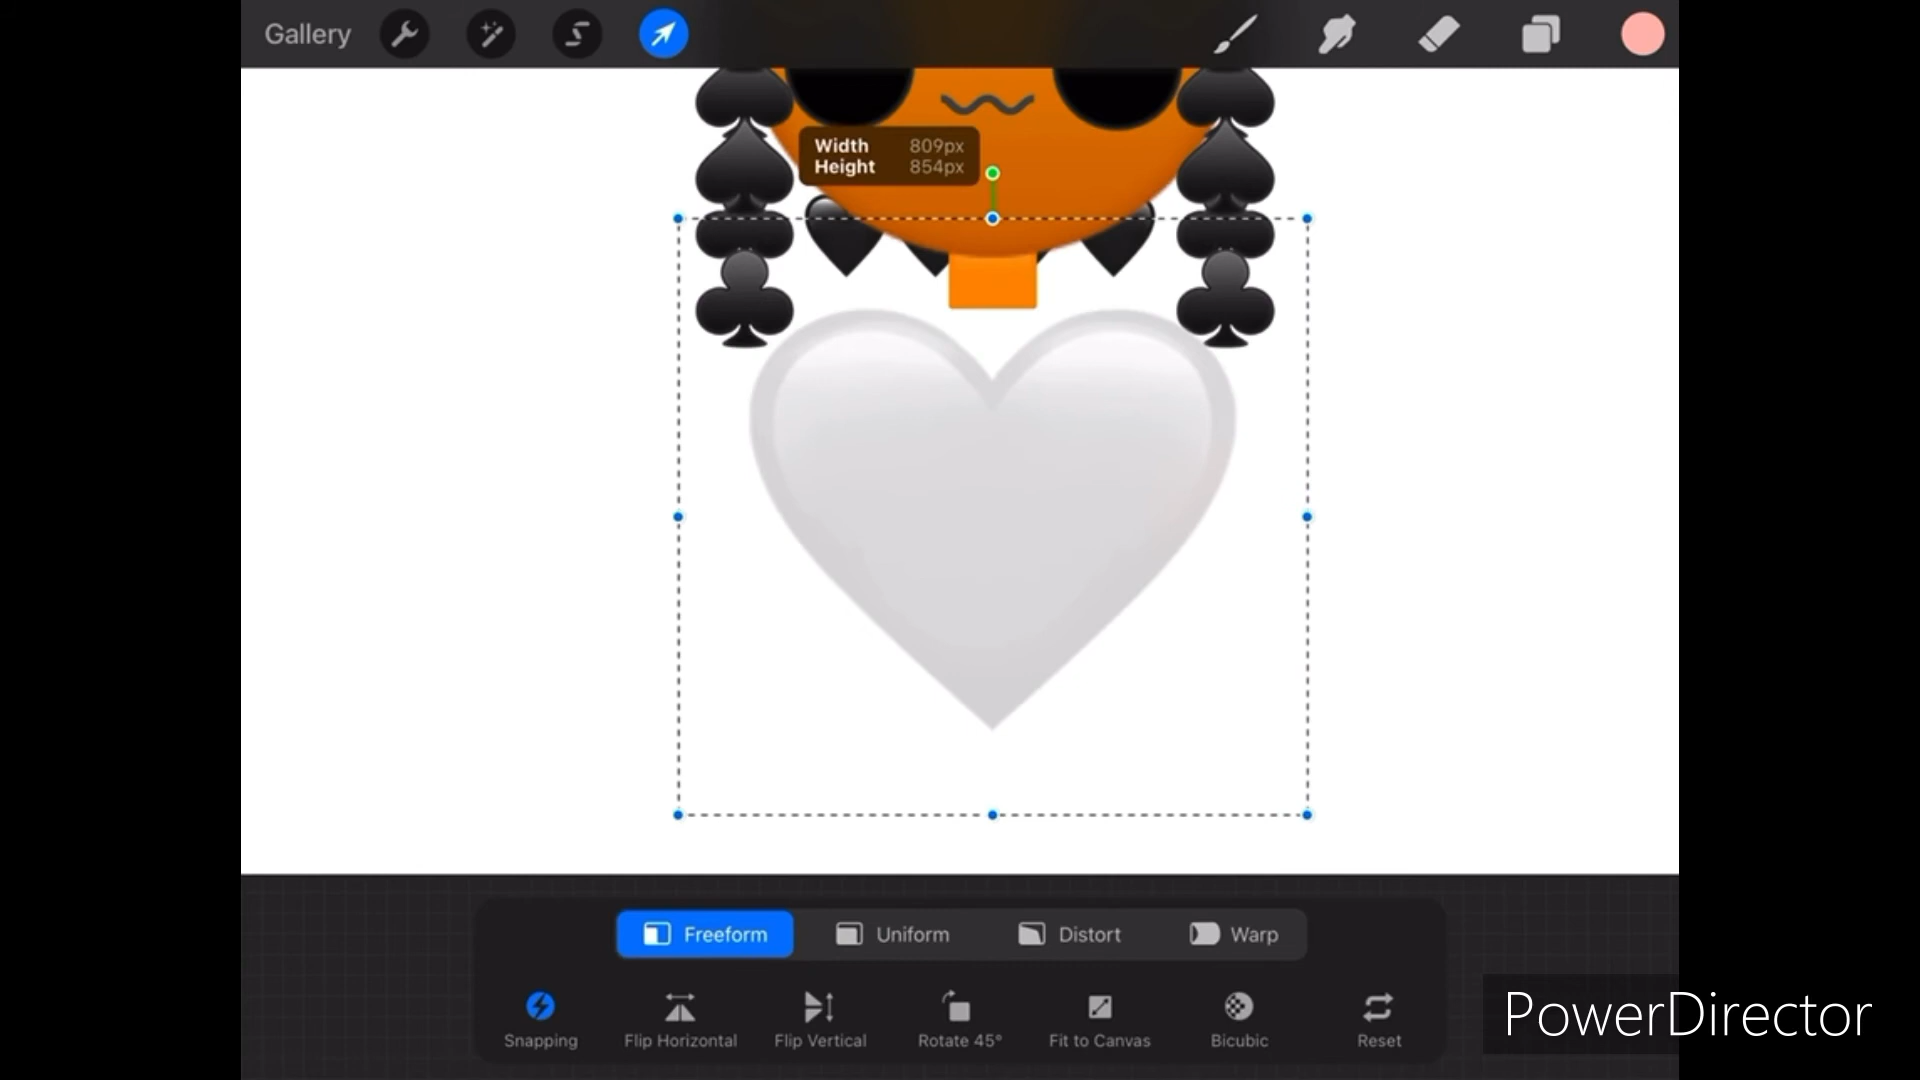 Gallery
Width 809px
Height 854px
Freeform Uniform Distort Warp
Snapping Flip Horizontal Flip Vertical Rotate 45° Fit to Canvas Bicubic Reset
PowerDirector